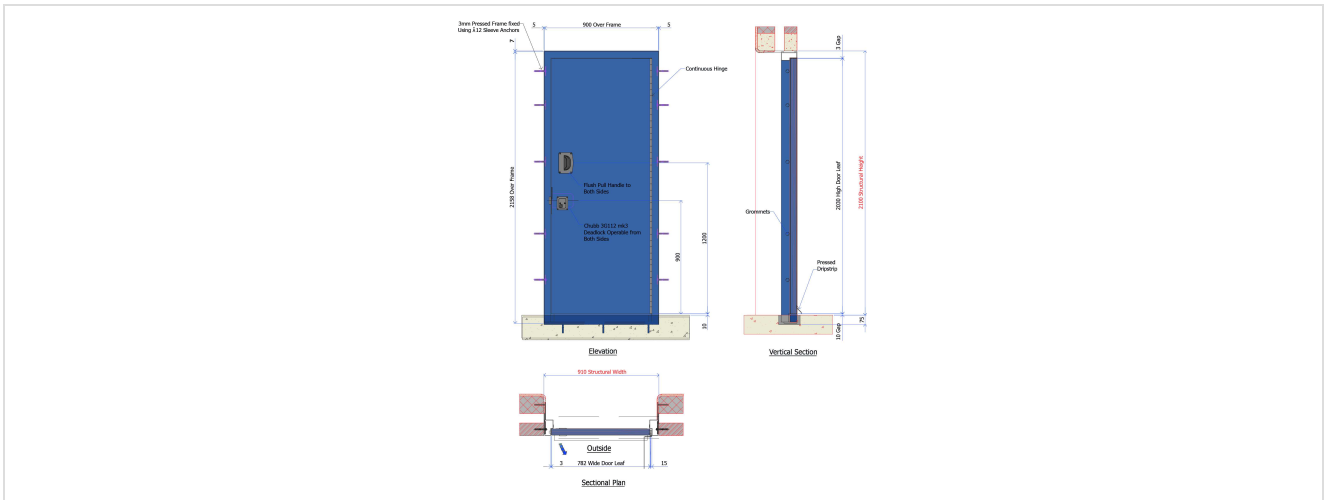 3mm Pressed Frame fixed
Using λ12 Sleeve Anchors
5
900 Over Frame
5
7
Continuous Hinge
2158 Over Frame
Flush Pull Handle to
Both Sides
Chubb 3G112 mk3
Deadlock Operable from
Both Sides
1200
900
10
Elevation
3 Gap
2030 High Door Leaf
2100 Structural Height
Grommets
Pressed
Dripstrip
75
10 Gap
Vertical Section
910 Structural Width
Outside
3
782 Wide Door Leaf
15
Sectional Plan